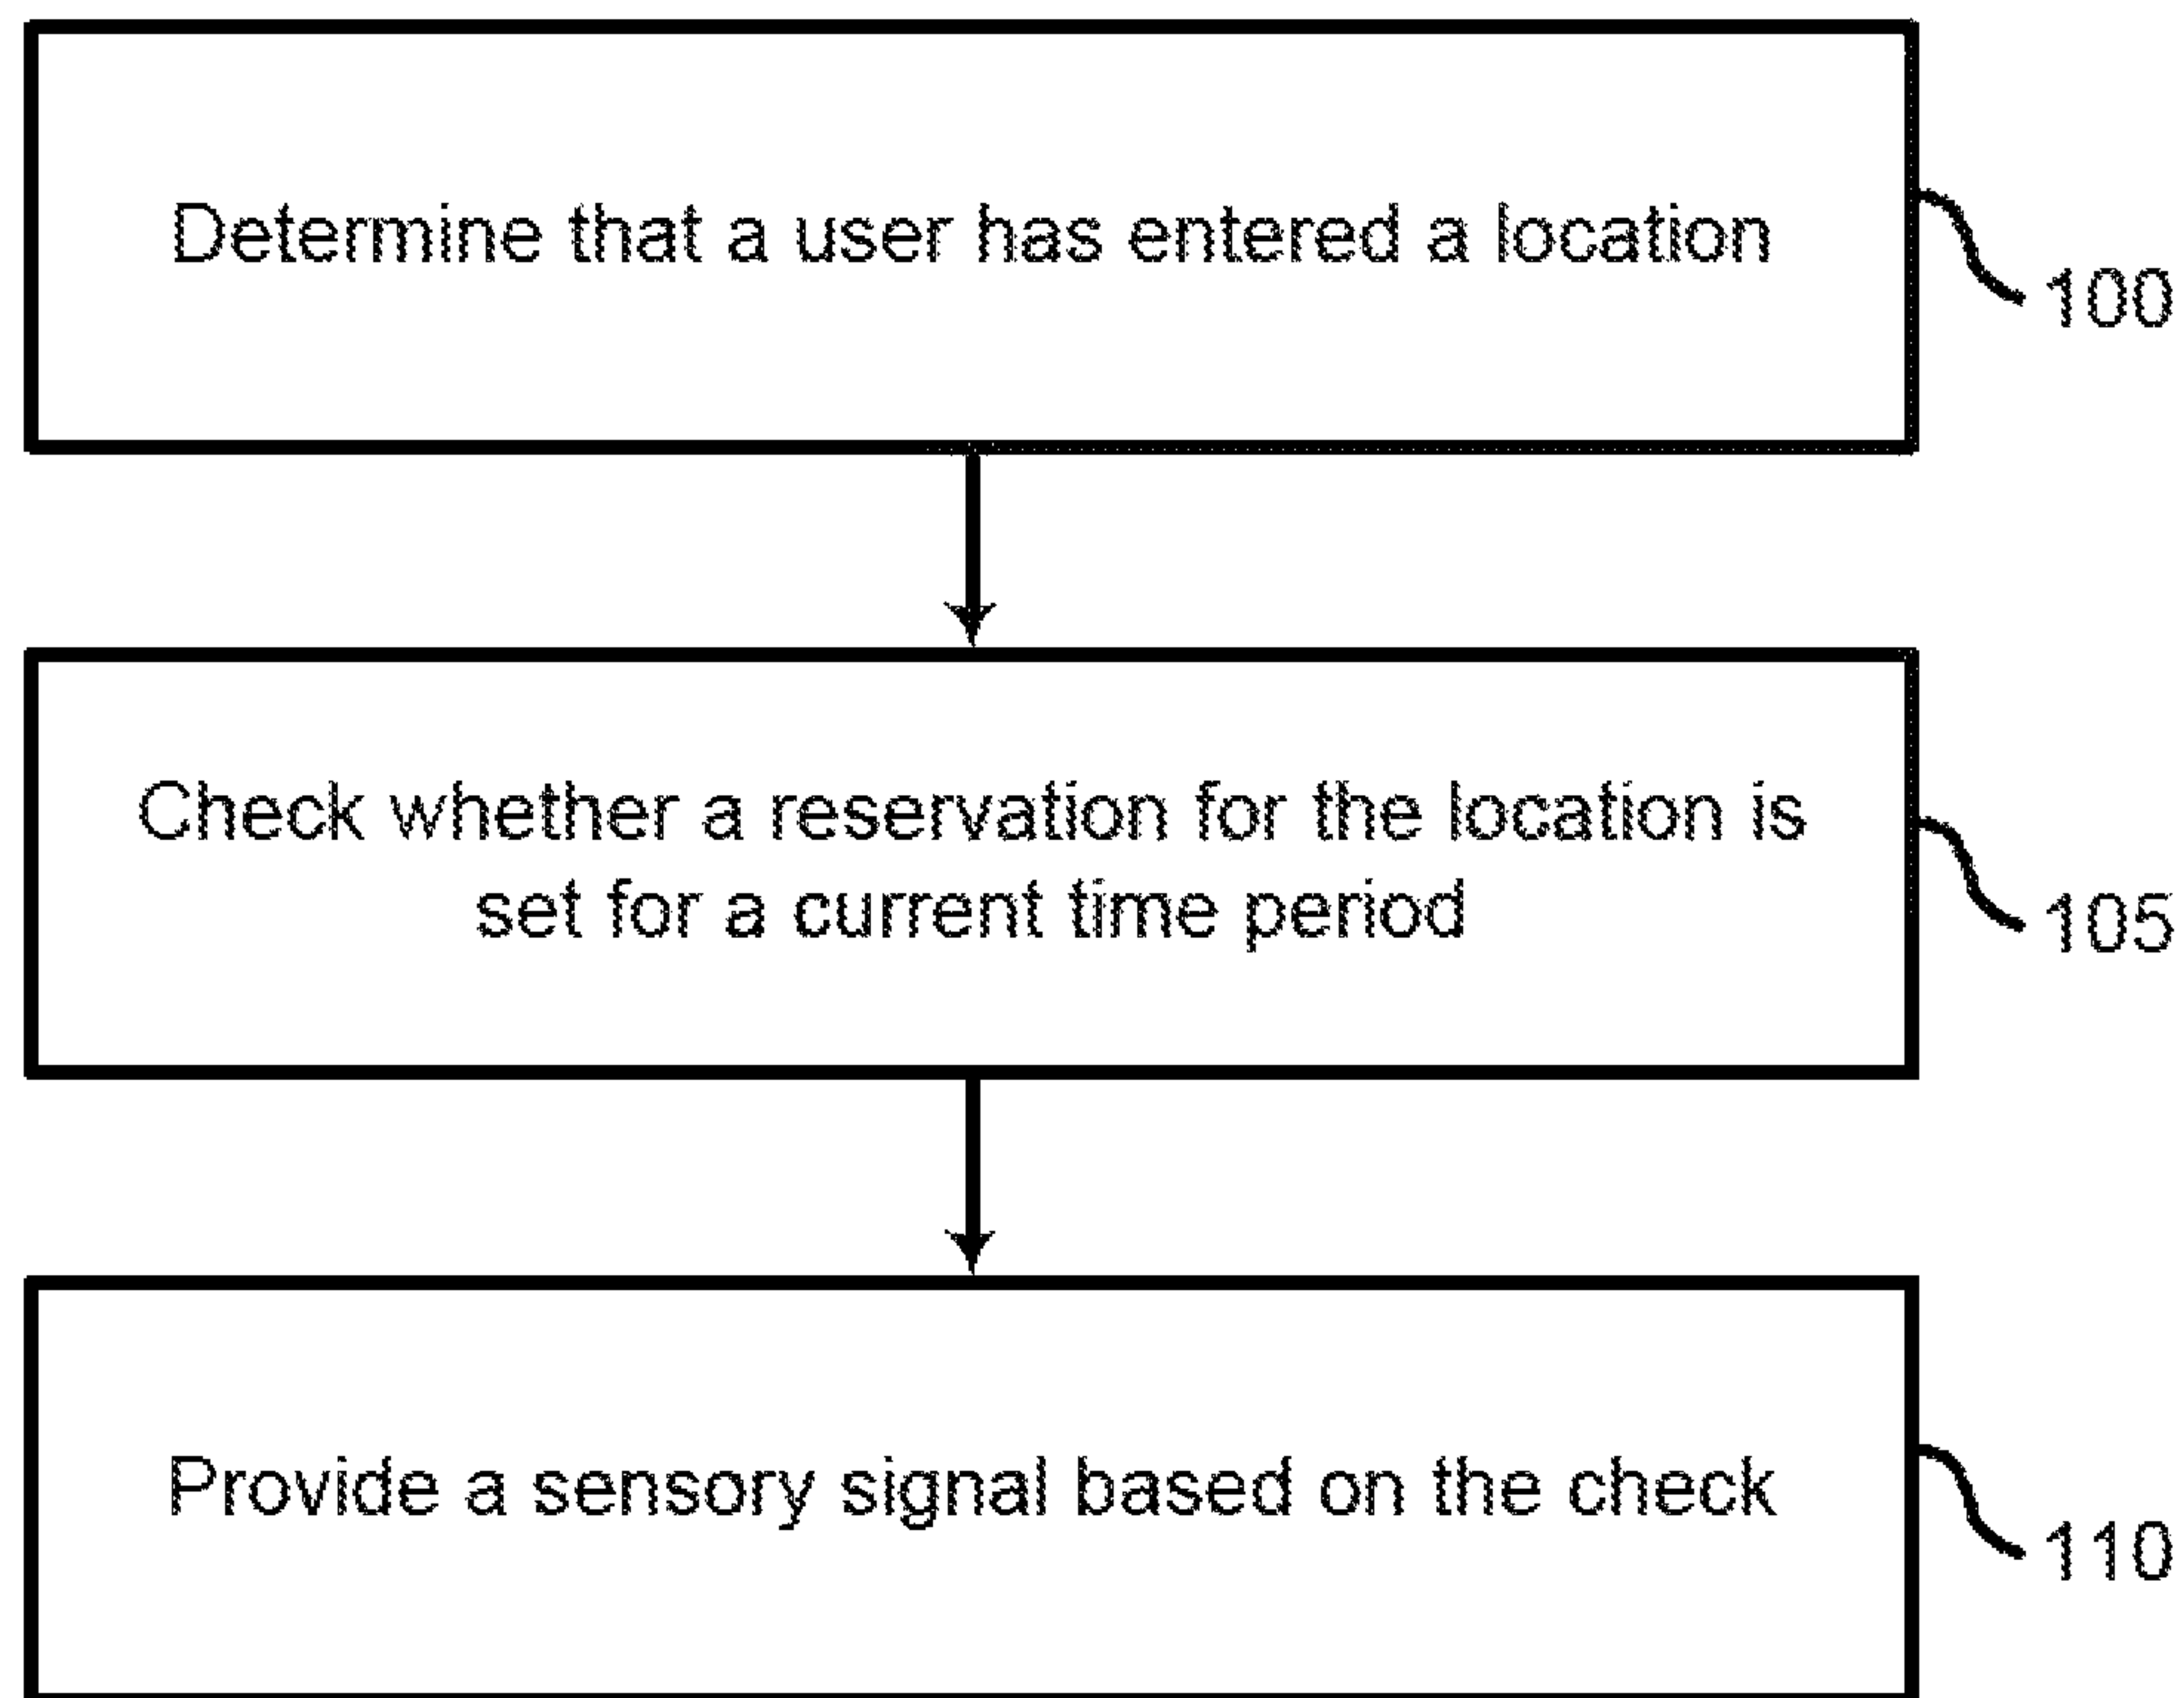 Determine that a user has entered a location
100
Check whether a reservation for the location is
set for a current time period
105
Provide a sensory signal based on the check
110